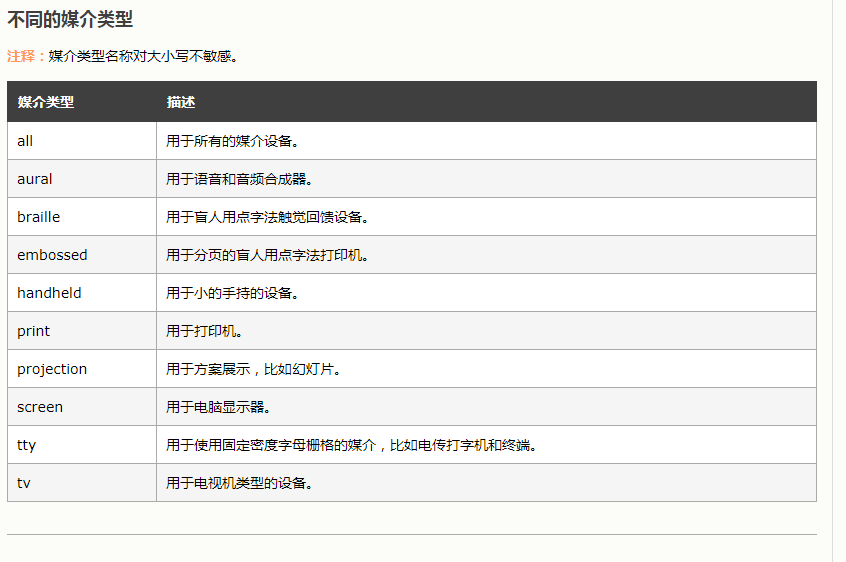 不同的媒介类型
注释：媒介类型名称对大小写不敏感。
媒介类型 描述
all 用于所有的媒介设备。
aural 用于语音和音频合成器。
braille 用于盲人用点字法触觉回馈设备。
embossed 用于分页的盲人用点字法打印机。
handheld 用于小的手持的设备。
print 用于打印机。
projection 用于方案展示，比如幻灯片。
screen 用于电脑显示器。
tty 用于使用固定密度字母栅格的媒介，比如电传打字机和终端。
tv 用于电视机类型的设备。